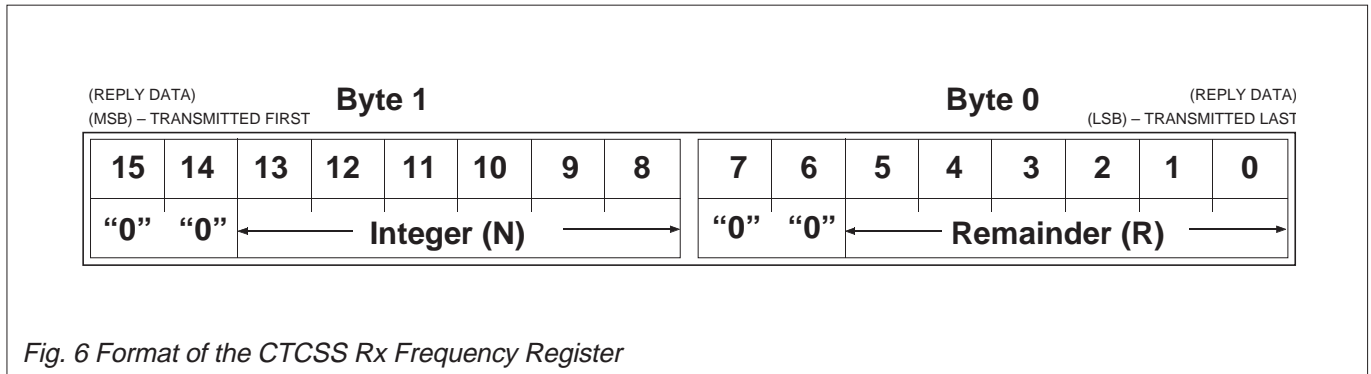 (REPLY DATA) Byte 1 Byte 0 (REPLY DATA)
(MSB) – TRANSMITTED FIRST (LSB) – TRANSMITTED LAST
15 14 13 12 11 10 9 8 7 6 5 4 3 2 1 0
“0” “0” Integer (N) “0” “0” Remainder (R)
Fig. 6 Format of the CTCSS Rx Frequency Register